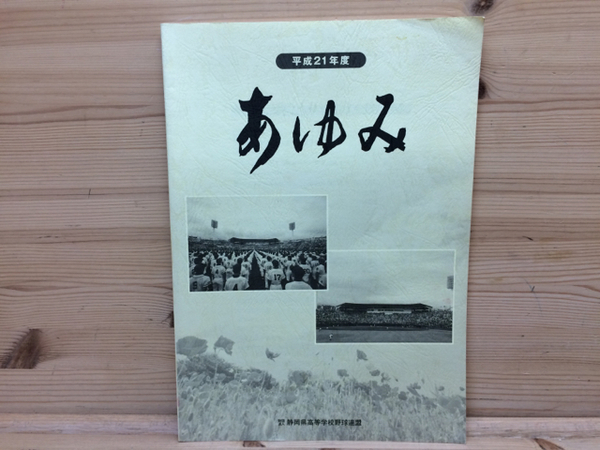 平成21年度
あゆみ
静岡県高等学校野球連盟